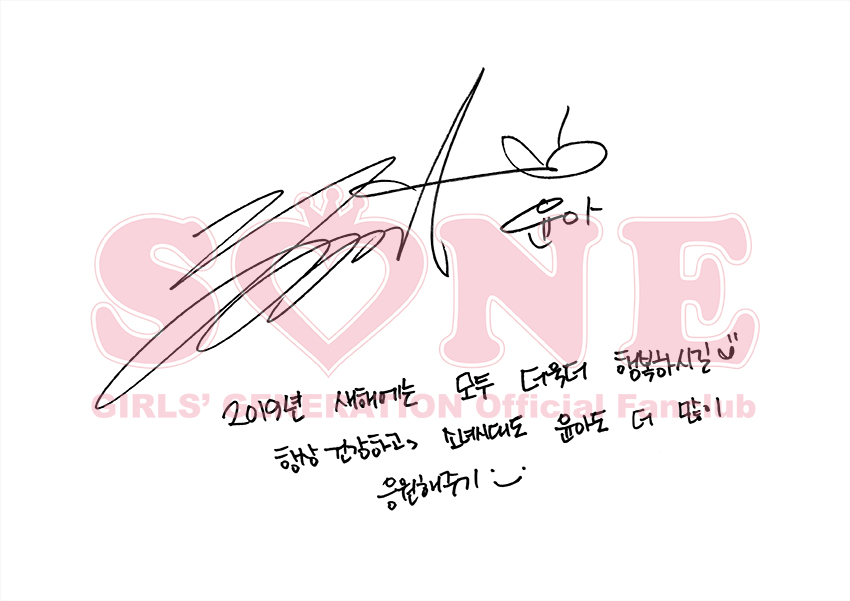 윤아
SONE
2019년 새해에는 모두 더욱더 행복하시길
GIRLS' GENERATION Official Fanclub
항상 건강하고, 소녀시대도 윤아도 더 많이
응원해주기